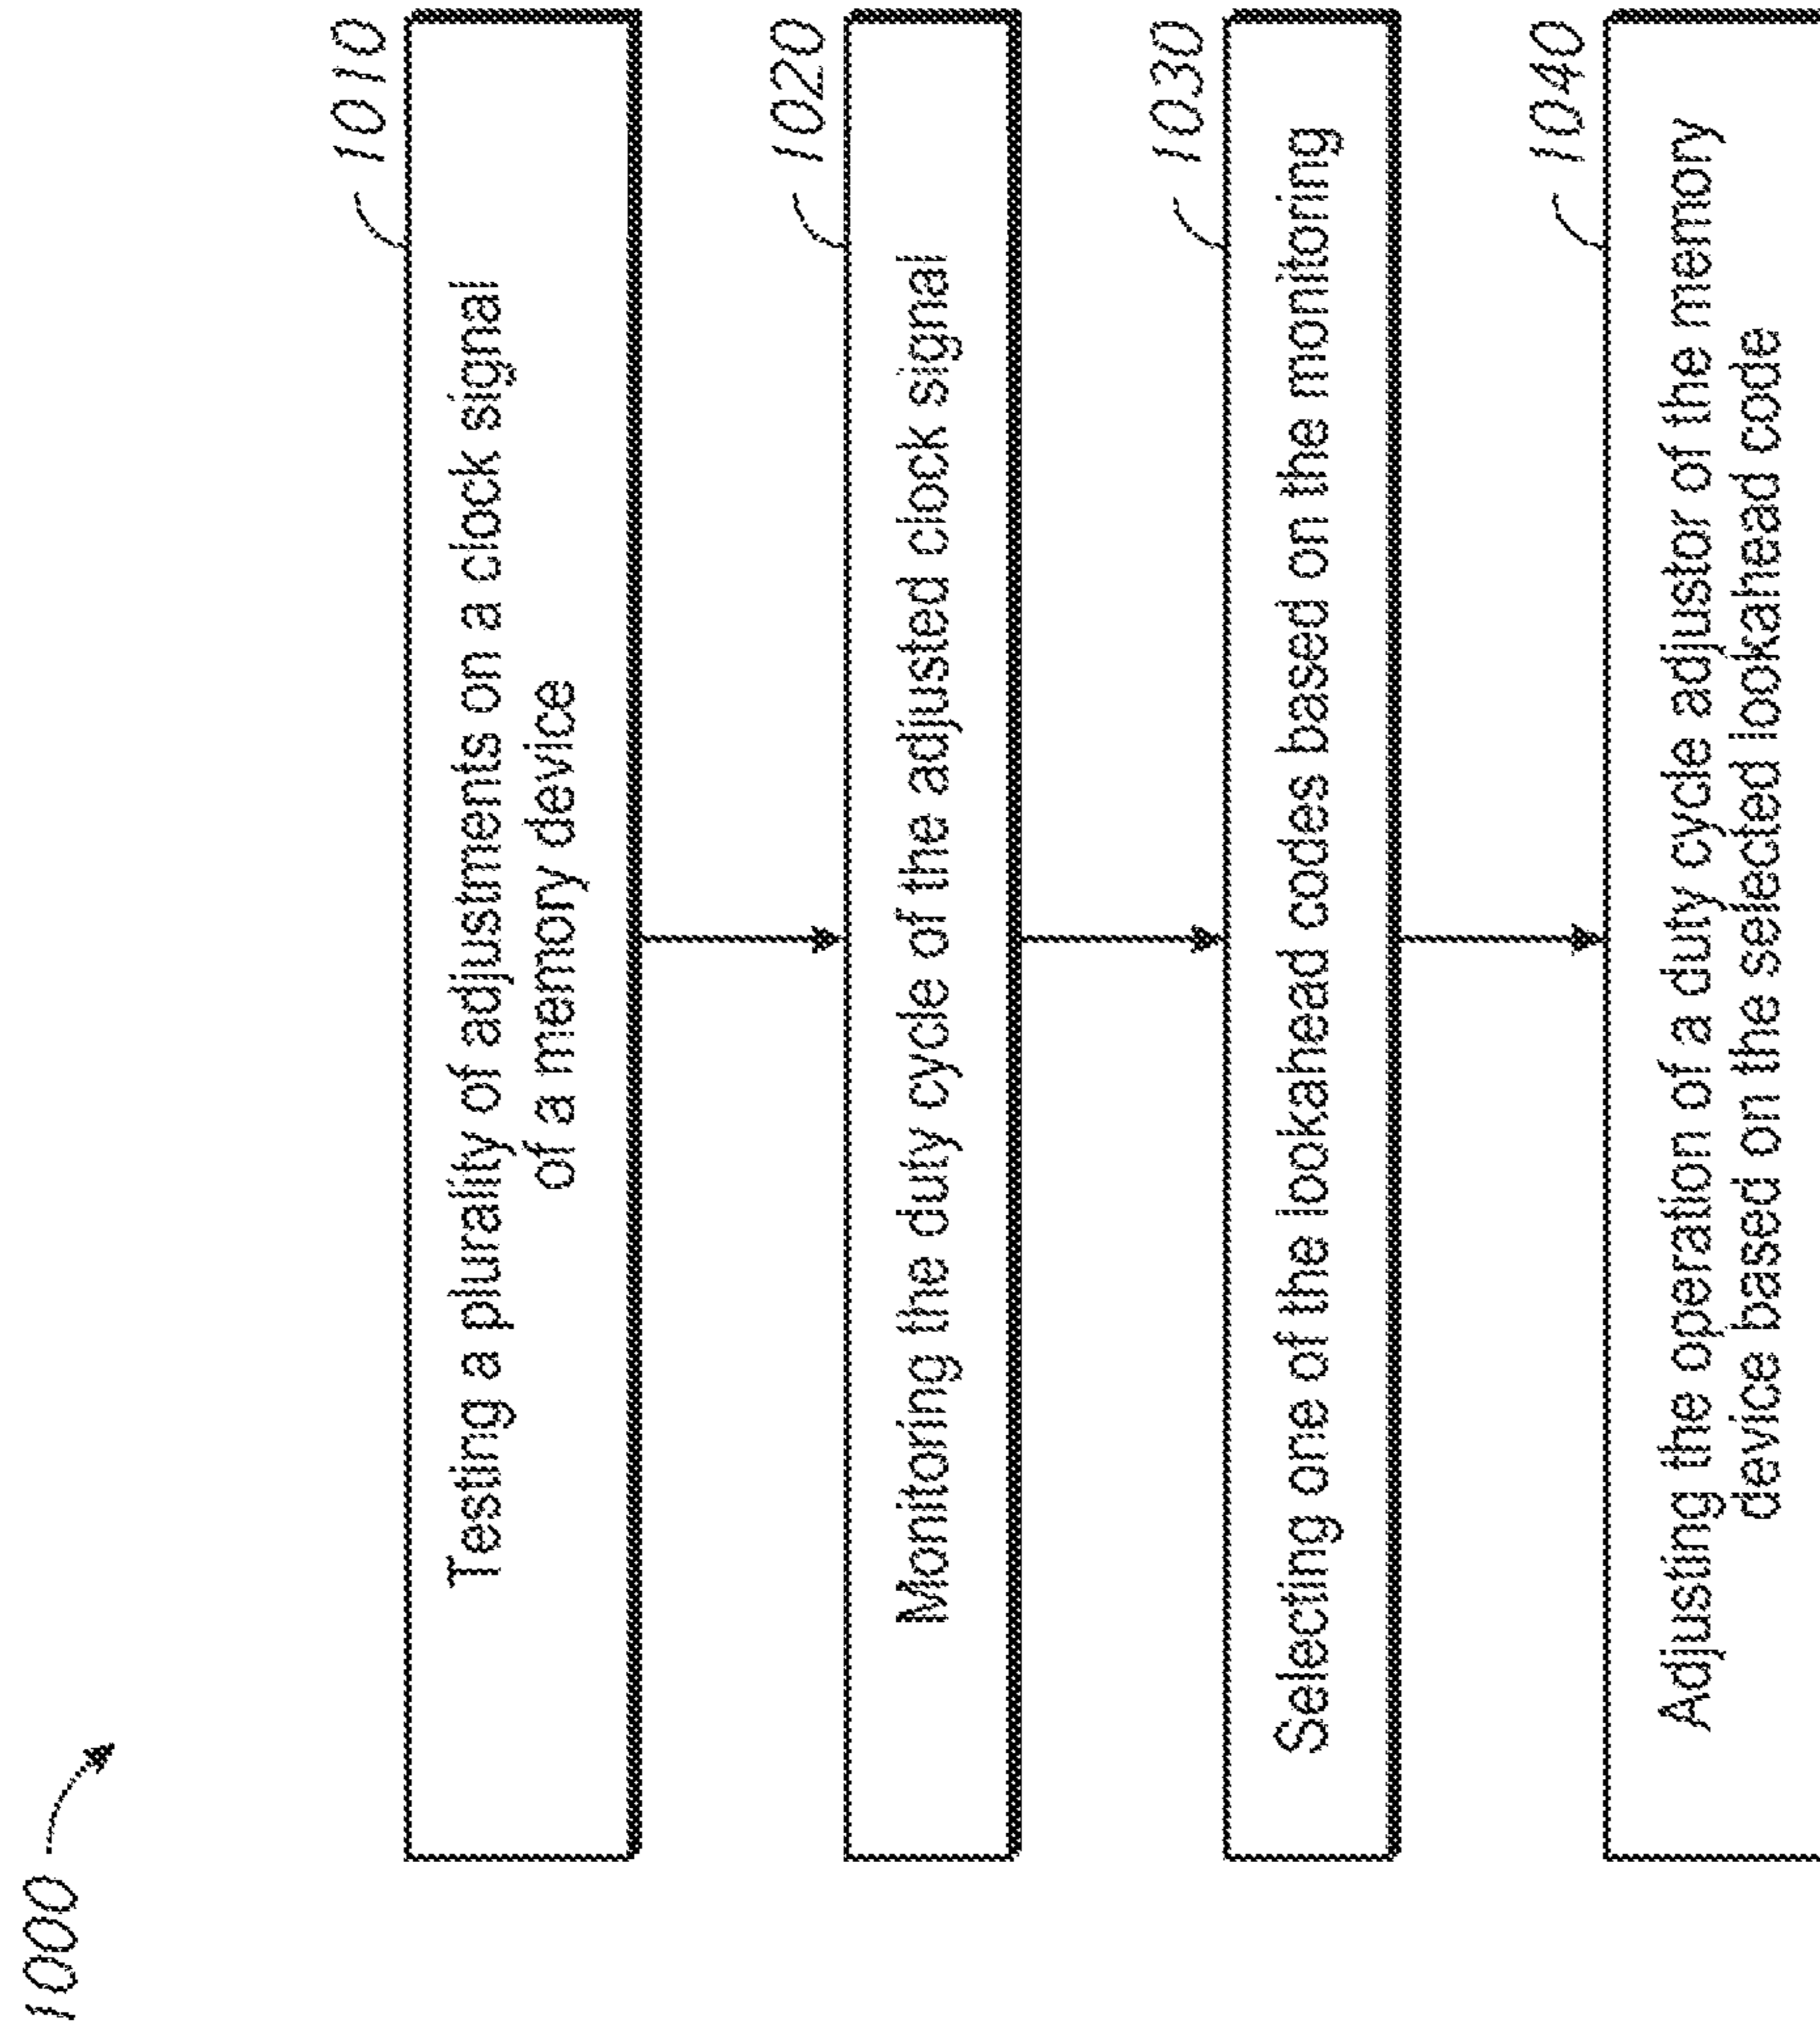 1000
1010
Testing a plurality of adjustments on a clock signal
of a memory device
1020
Monitoring the duty cycle of the adjusted clock signal
1030
Selecting one of the lookahead codes based on the monitoring
1040
Adjusting the operation of a duty cycle adjustor of the memory
device based on the selected lookahead code